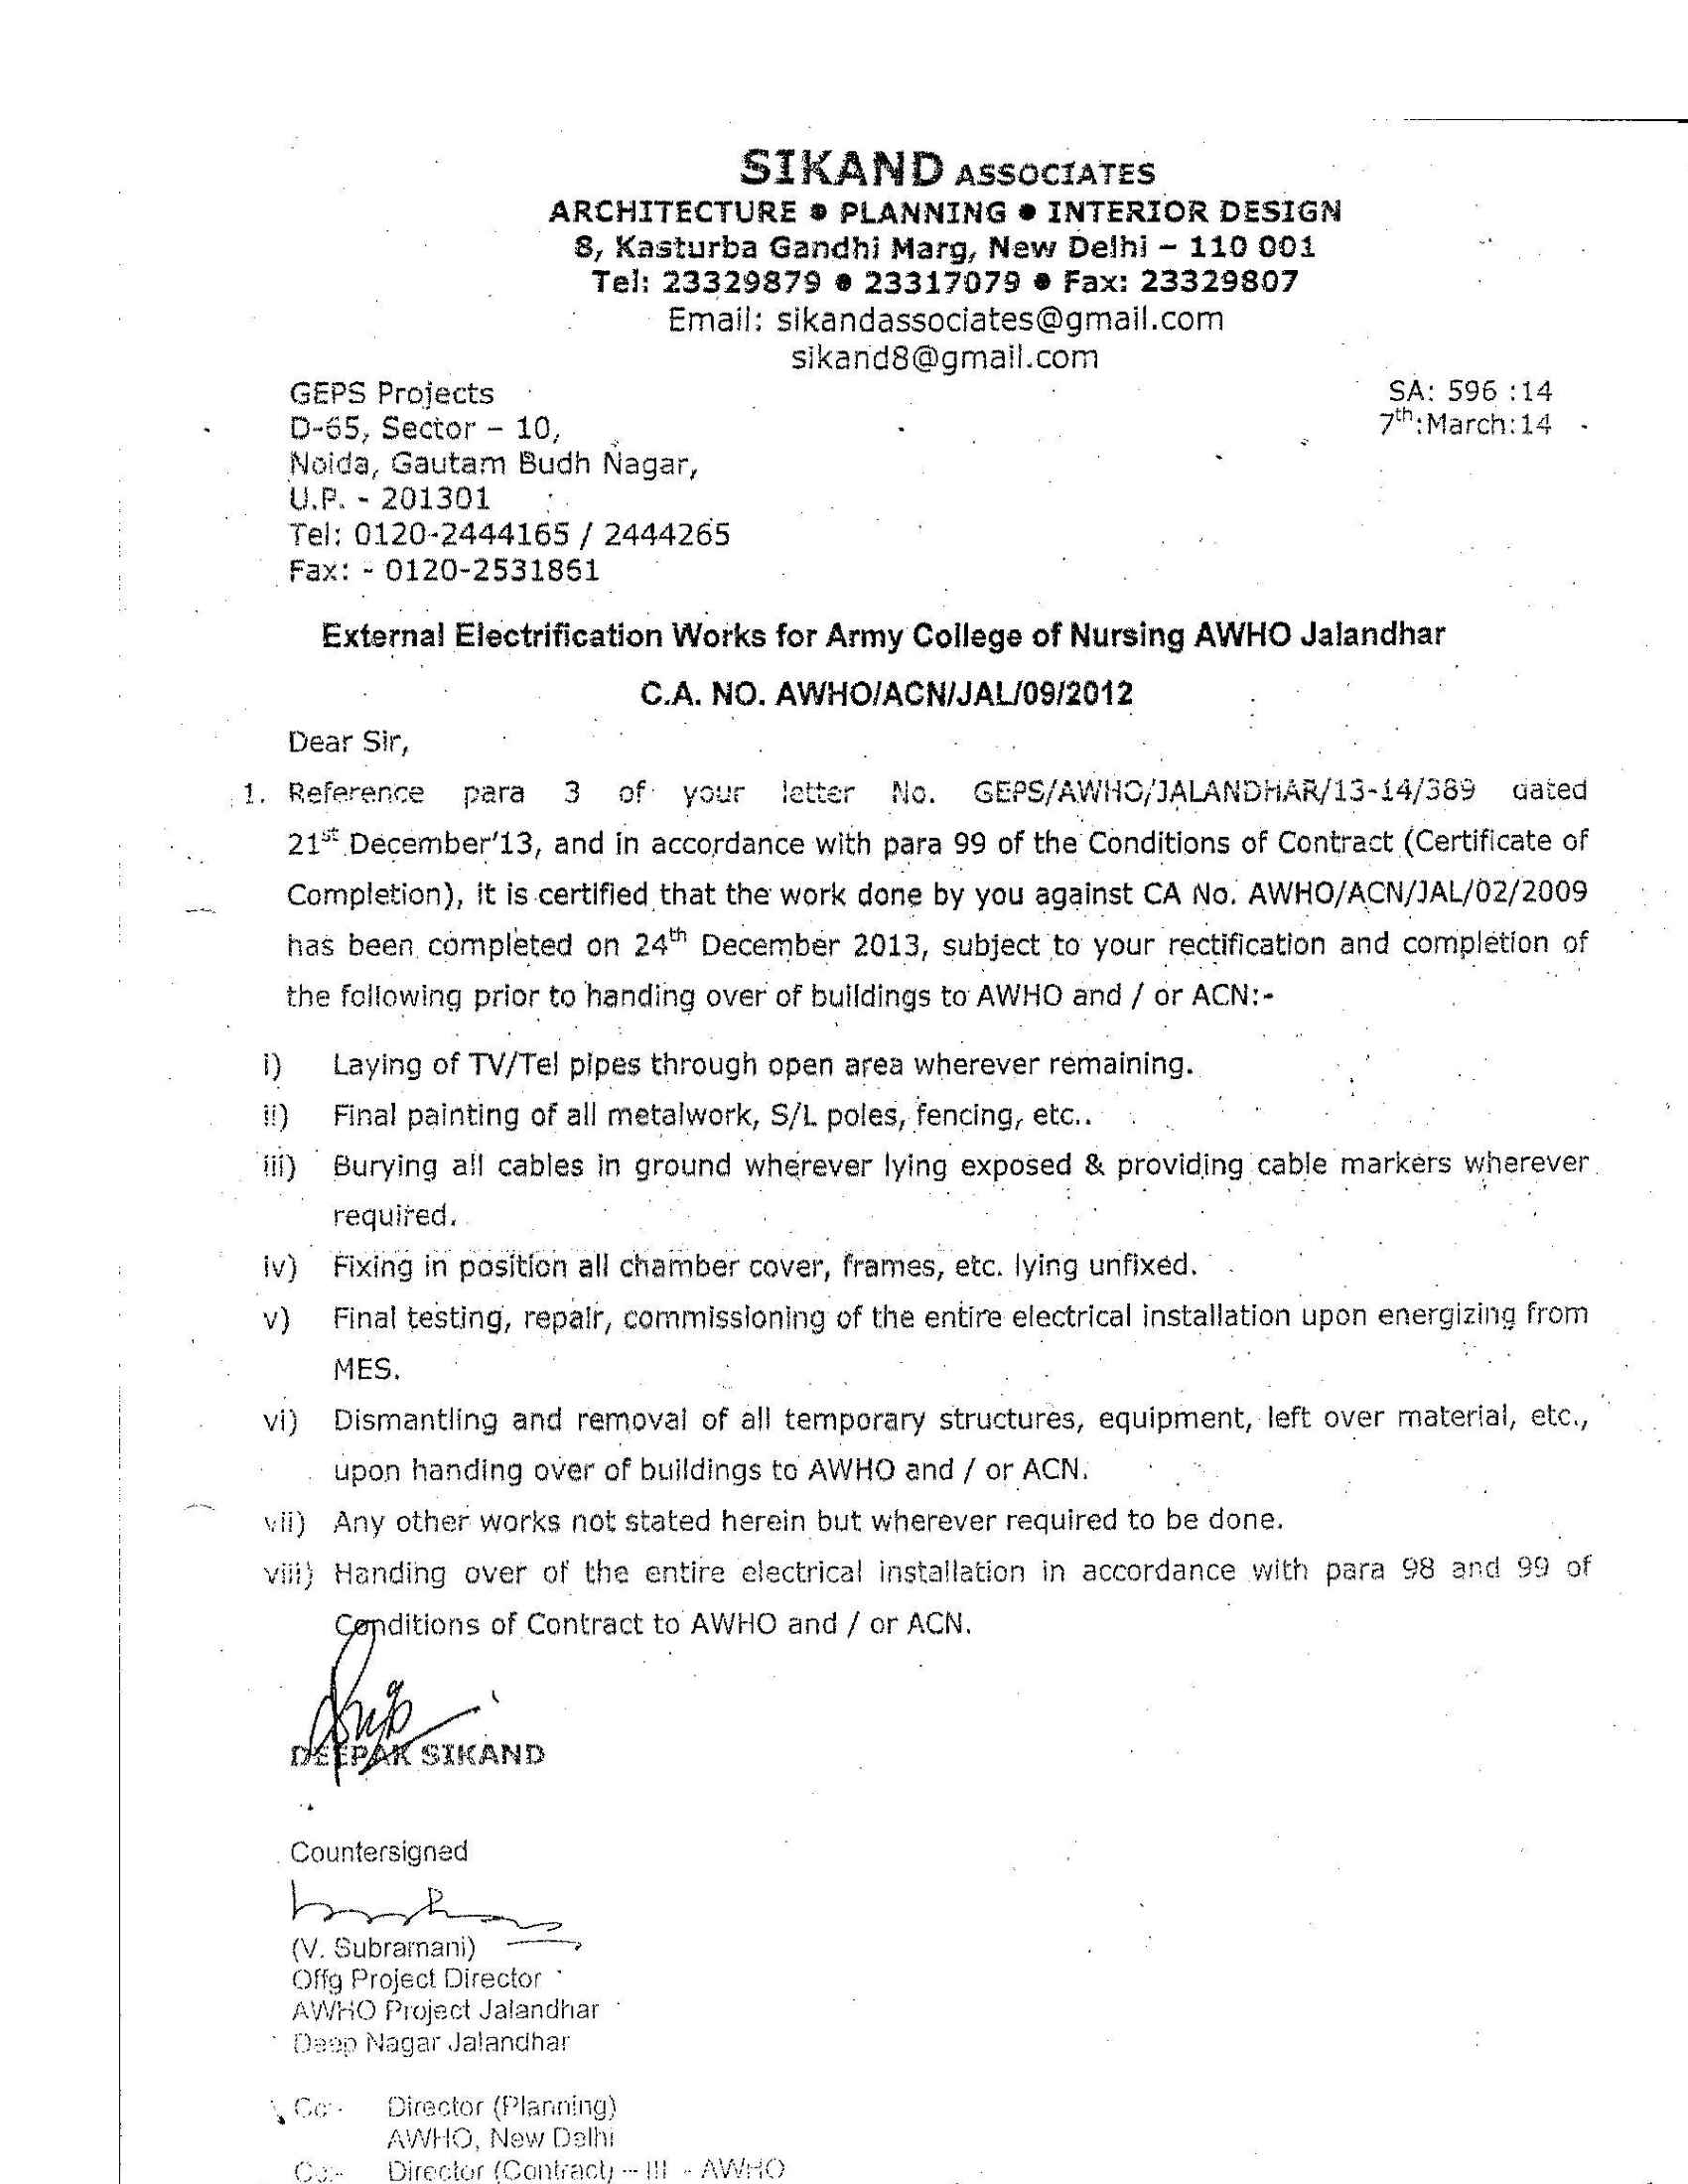 SIKAND ASSOCIATES
ARCHITECTURE ● PLANNING ● INTERIOR DESIGN
8, Kasturba Gandhi Marg, New Delhi – 110 001
Tel: 23329879 ● 23317079 ● Fax: 23329807
Email: sikandassociates@gmail.com
sikand8@gmail.com
SA: 596 :14
7th:March:14
GEPS Projects
D-65, Sector – 10,
Noida, Gautam Budh Nagar,
U.P. - 201301
Tel: 0120-2444165 / 2444265
Fax: - 0120-2531861
External Electrification Works for Army College of Nursing AWHO Jalandhar
C.A. NO. AWHO/ACN/JAL/09/2012
Dear Sir,
1. Reference para 3 of your latter No. GEPS/AWHO/JALANDHAR/13-14/389 dated
21st December'13, and in accordance with para 99 of the Conditions of Contract (Certificate of
Completion), it is certified that the work done by you against CA No. AWHO/ACN/JAL/02/2009
has been completed on 24th December 2013, subject to your rectification and completion of
the following prior to handing over of buildings to AWHO and / or ACN:-
i) Laying of TV/Tel pipes through open area wherever remaining.
ii) Final painting of all metalwork, S/L poles, fencing, etc..
iii) Burying all cables in ground wherever lying exposed & providing cable markers wherever
required.
iv) Fixing in position all chamber cover, frames, etc. lying unfixed.
v) Final testing, repair, commissioning of the entire electrical installation upon energizing from
MES.
vi) Dismantling and removal of all temporary structures, equipment, left over material, etc.,
upon handing over of buildings to AWHO and / or ACN.
vii) Any other works not stated herein but wherever required to be done.
viii) Handing over of the entire electrical installation in accordance with para 98 and 99 of
Conditions of Contract to AWHO and / or ACN.
DEEPAK SIKAND
Countersigned
(V. Subramani)
Offg Project Director
AWHO Project Jalandhar
Deep Nagar Jalandhar
Cc:- Director (Planning)
AWHO, New Delhi
Cc:- Director (Contract) – III - AWHO